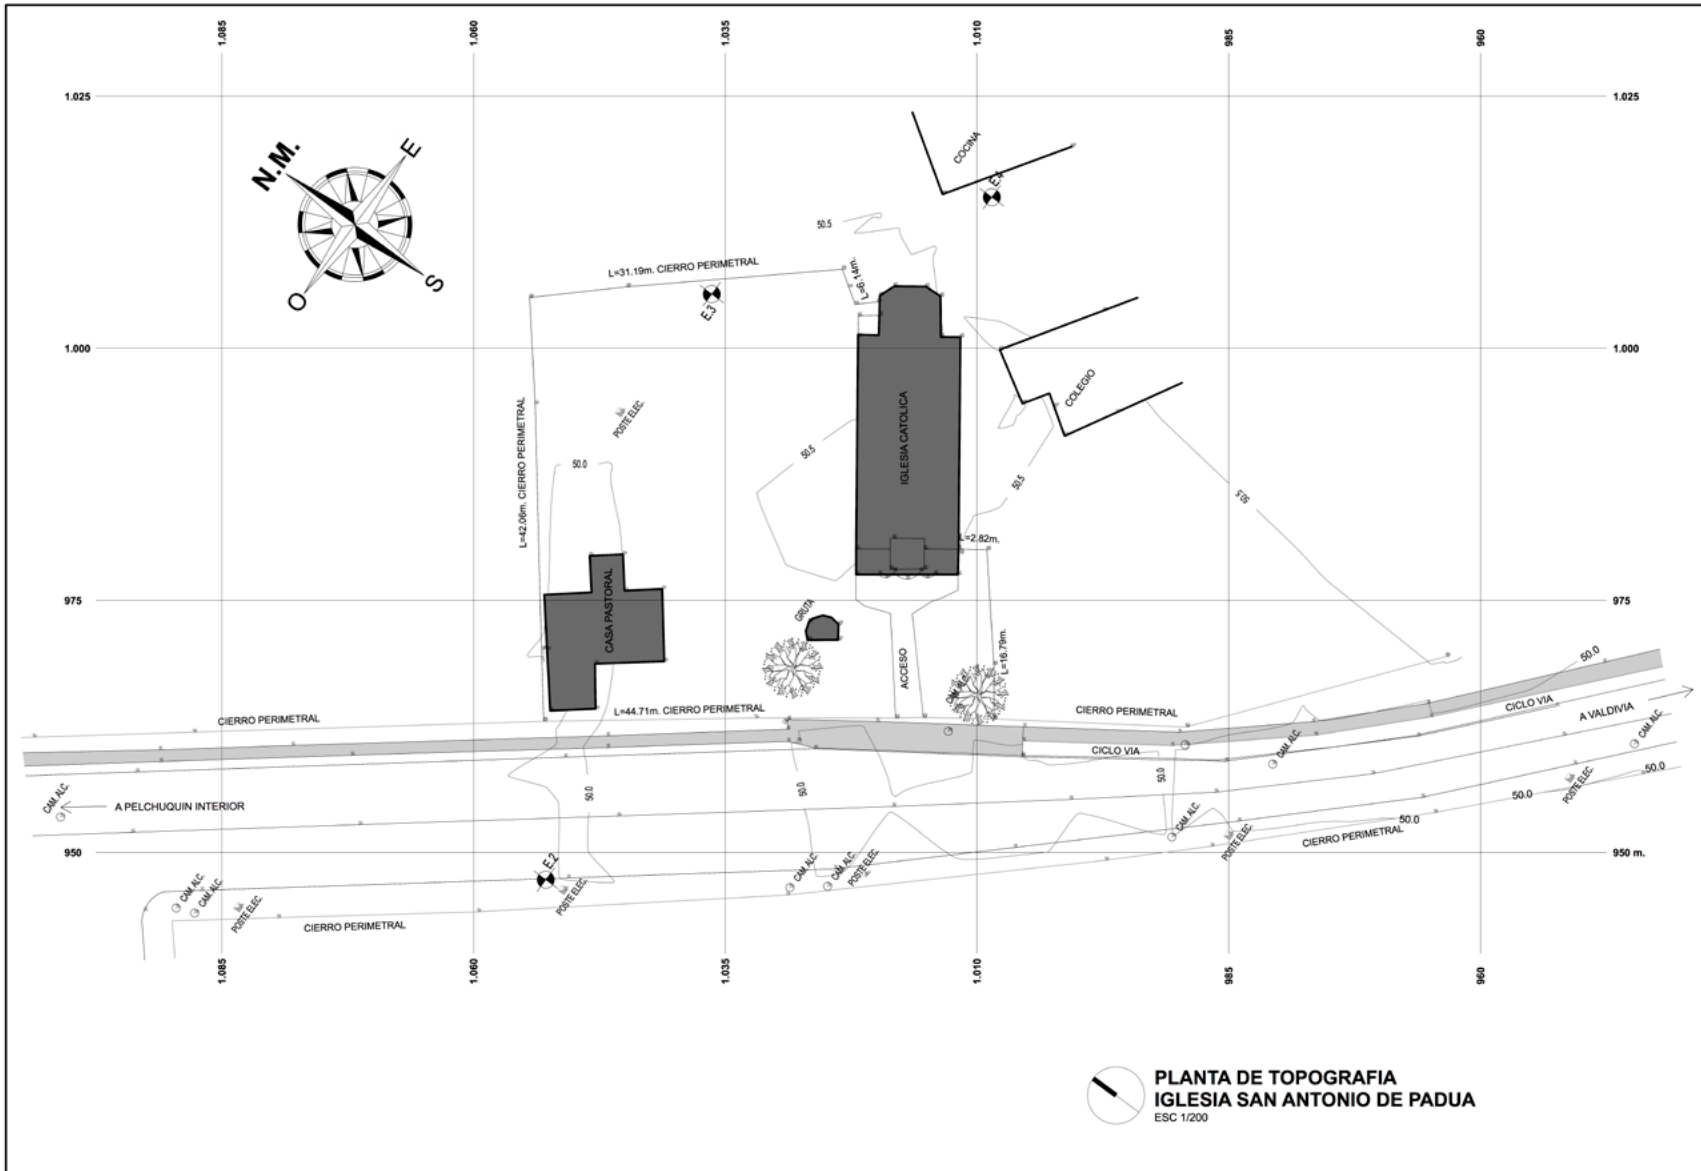 1.085
1.060
1.035
1.010
985
960
1.025
1.025
N.M.
E
S
O
COCINA
E.4
50.5
L=31.19m. CIERRO PERIMETRAL
L=6.14m.
E.3
1.000
1.000
COLEGIO
POSTE ELEC.
L=42.06m. CIERRO PERIMETRAL
IGLESIA CATOLICA
50.5
50.0
50.5
50.5
L=2.82m.
975
975
CASA PASTORAL
GRUTA
ACCESO
L=16.79m.
CAM. ALC.
50.0
CIERRO PERIMETRAL
L=44.71m. CIERRO PERIMETRAL
CIERRO PERIMETRAL
CICLO VIA
A VALDIVIA
CAM. ALC.
CICLO VIA
CAM. ALC.
50.0
50.0
50.0
50.0
CAM. ALC.
A PELCHUQUIN INTERIOR
POSTE ELEC.
50.0
50.0
CAM. ALC.
POSTE ELEC.
CIERRO PERIMETRAL
950
950 m.
E.2
CAM. ALC.
CAM. ALC.
POSTE ELEC.
POSTE ELEC.
CAM. ALC.
CAM. ALC.
POSTE ELEC.
CIERRO PERIMETRAL
1.085
1.060
1.035
1.010
985
960
PLANTA DE TOPOGRAFIA
IGLESIA SAN ANTONIO DE PADUA
ESC 1/200